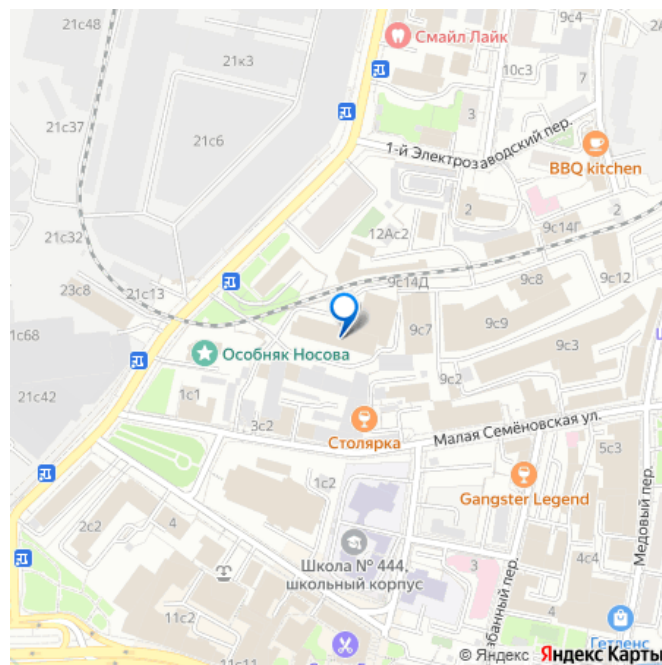 21с48
9с4
Смайл Лайк
21к3
10с3
7
21с37
21с6
3
1-й Электрозаводский пер.
BBQ kitchen
2
2
12Ас2
9с14Г
21с32
23с8
21с13
9с14Д
9с8
9с12
1с68
9с7
9с9
Особняк Носова
9с3
9с2
21с42
1с1
3с2
Столярка
Малая Семёновская ул.
5с3
1с2
Gangster Legend
Медовый пер.
2с2
4
Школа № 444,
школьный корпус
3
4с4
11с2
4
Гетленс
© Яндекс Яндекс Карты